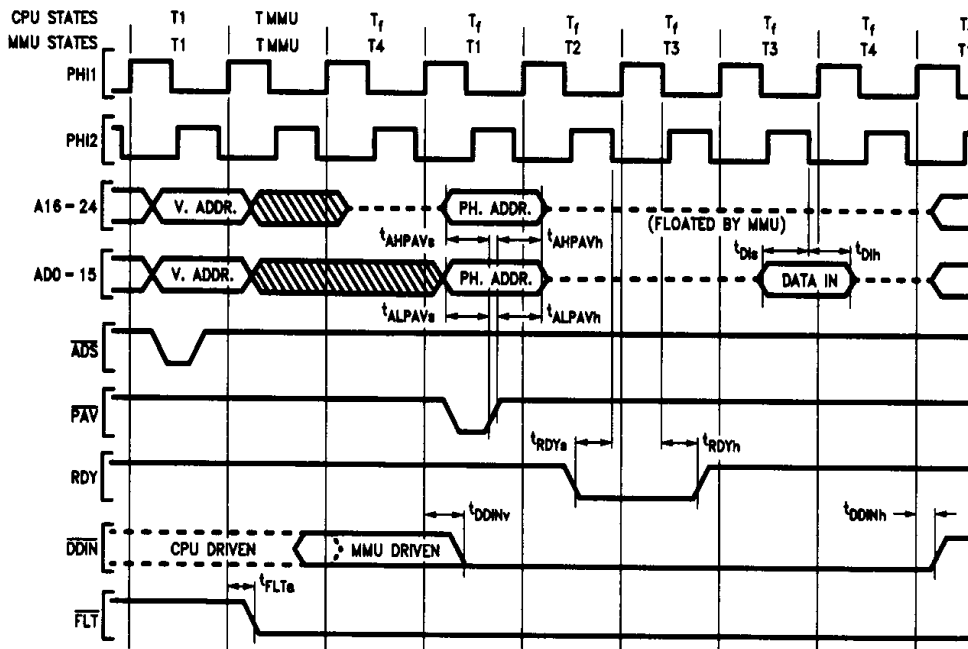 CPU STATES T1 TMMU Tf Tf Tf Tf Tf Tf
MMU STATES T1 TMMU T4 T1 T2 T3 T3 T4
PHI1
PHI2
A16-24 V. ADDR. PH. ADDR. (FLOATED BY MMU)
tAHPAVs tAHPAVh tDIs tDIh
AD0-15 V. ADDR. PH. ADDR. DATA IN
tALPAVs tALPAVh
ADS
PAV
tRDYs tRDYh
RDY
tDDINv tDDINh
DDIN CPU DRIVEN MMU DRIVEN
tFLTa
FLT